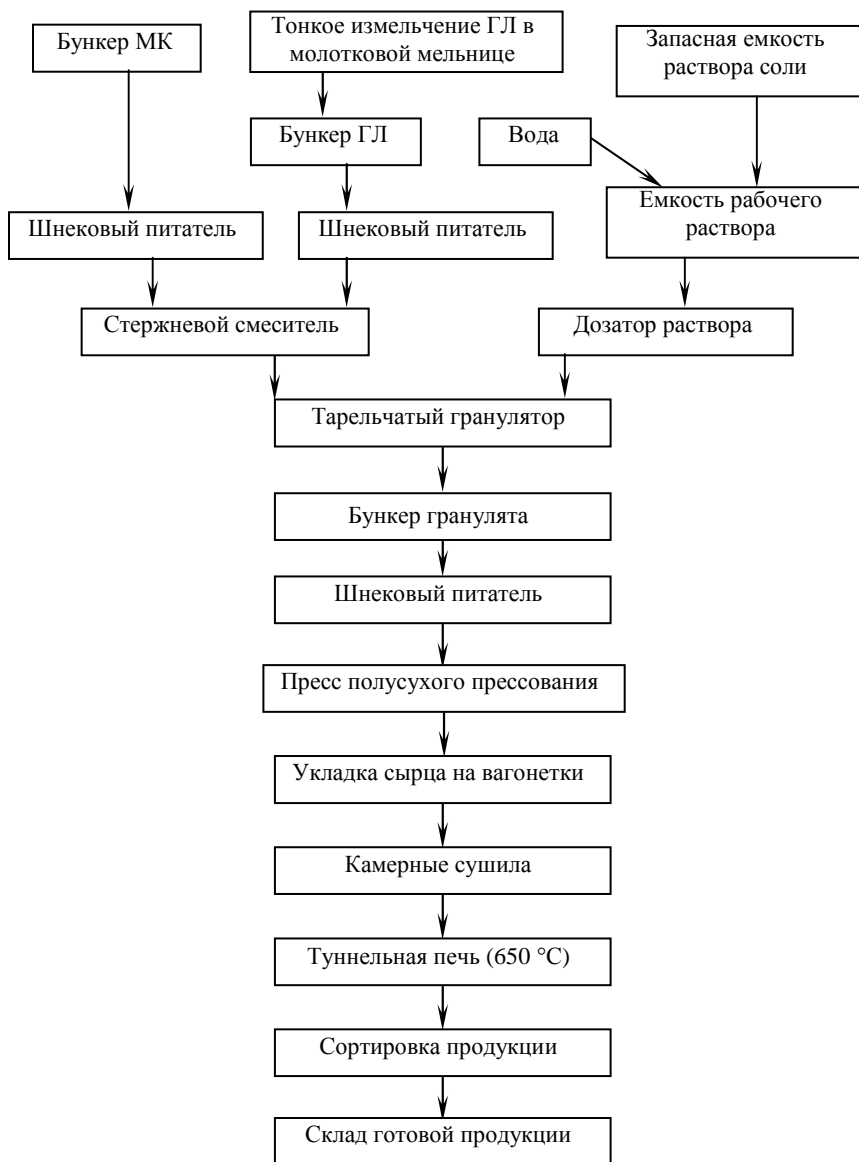 Бункер МК
Тонкое измельчение ГЛ в
молотковой мельнице
Запасная емкость
раствора соли
Бункер ГЛ
Вода
Шнековый питатель
Шнековый питатель
Емкость рабочего
раствора
Стержневой смеситель
Дозатор раствора
Тарельчатый гранулятор
Бункер гранулята
Шнековый питатель
Пресс полусухого прессования
Укладка сырца на вагонетки
Камерные сушила
Туннельная печь (650 °С)
Сортировка продукции
Склад готовой продукции